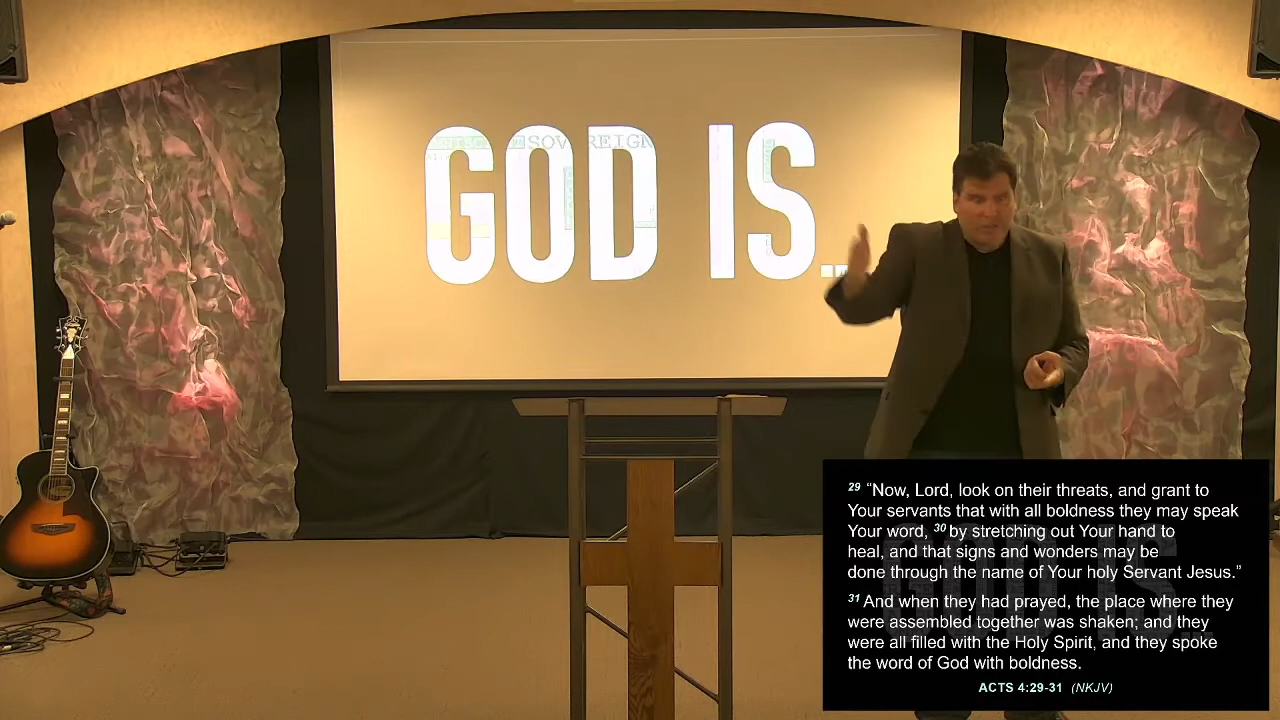 GOD IS...
SOVEREIGN
29 “Now, Lord, look on their threats, and grant to
Your servants that with all boldness they may speak
Your word, 30 by stretching out Your hand to
heal, and that signs and wonders may be
done through the name of Your holy Servant Jesus.”
31 And when they had prayed, the place where they
were assembled together was shaken; and they
were all filled with the Holy Spirit, and they spoke
the word of God with boldness.
ACTS 4:29-31 (NKJV)